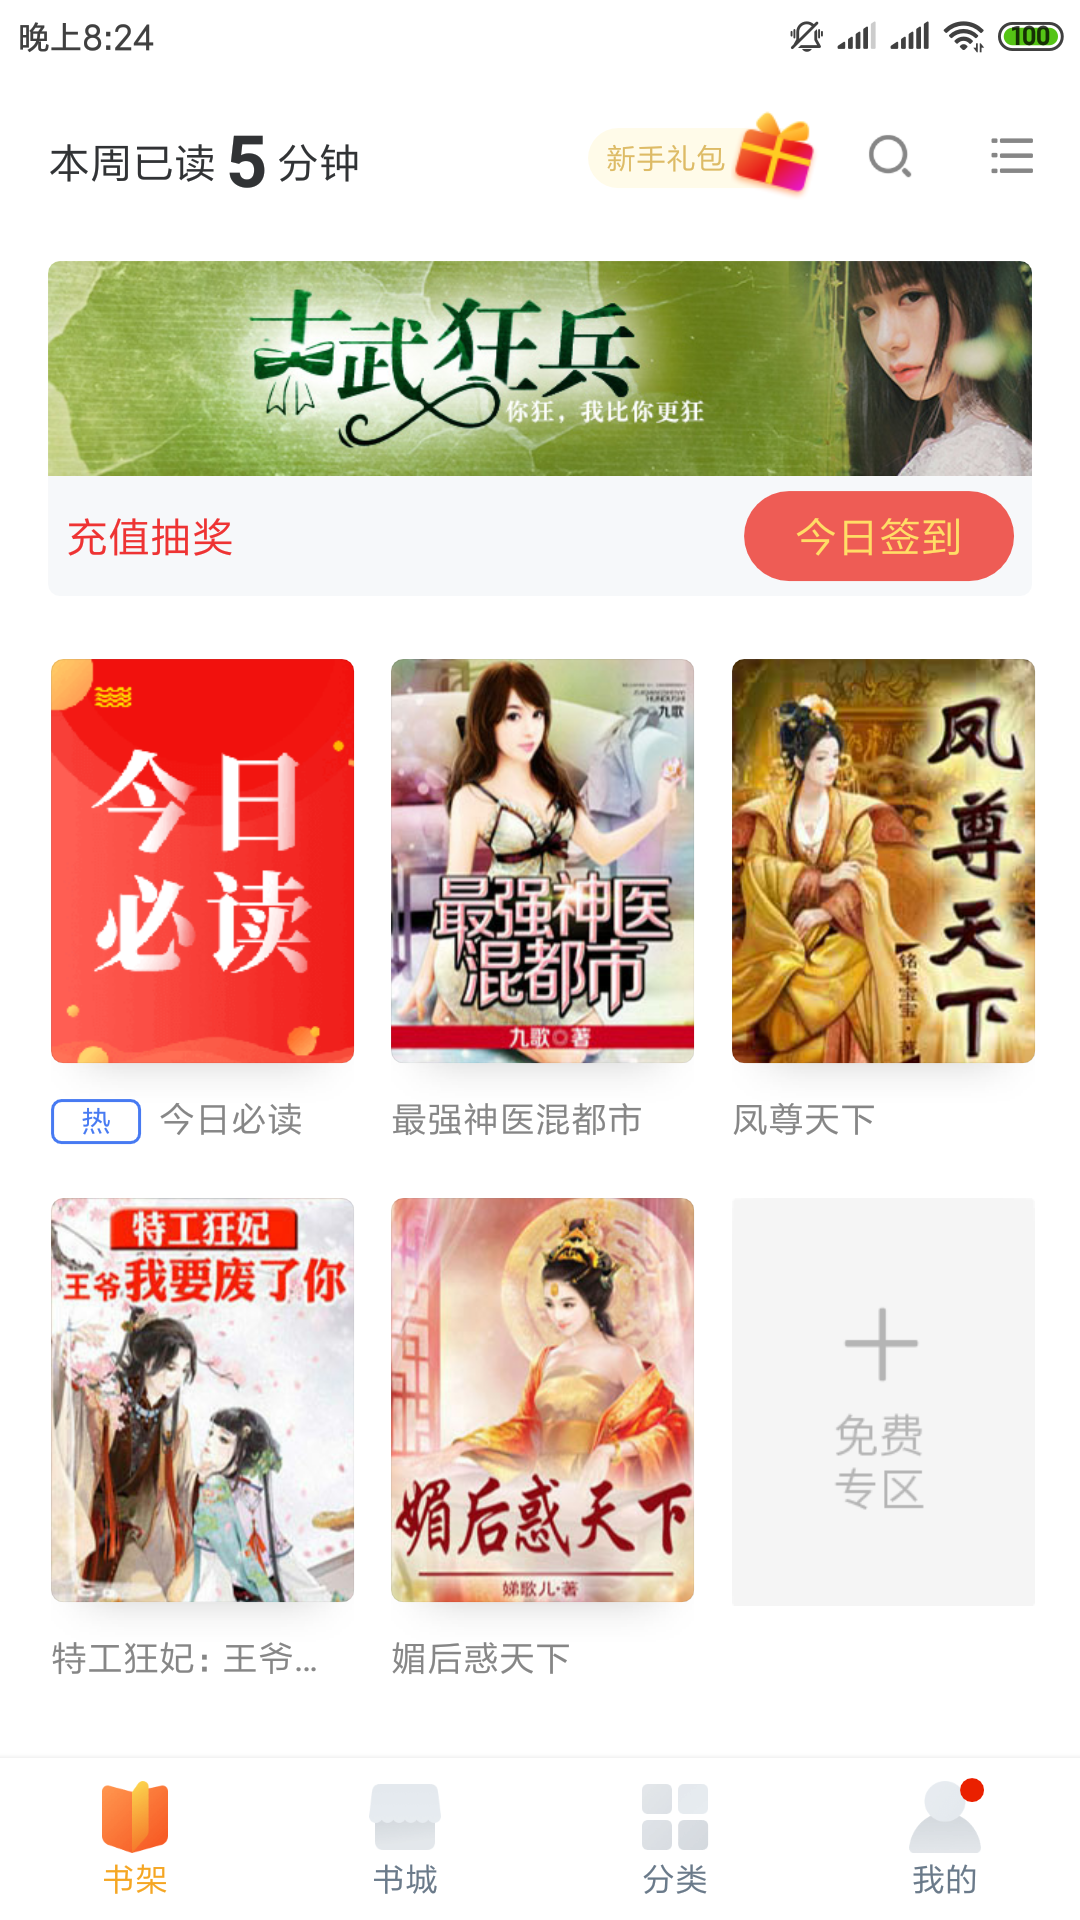 晚上8:24
100
本周已读 5 分钟
新手礼包
古武狂兵
你狂，我比你更狂
充值抽奖
今日签到
今日
必读
九歌
最强神医
混都市
九歌◎著
凤尊天下
铭宇宝宝·著
热
今日必读
最强神医混都市
凤尊天下
特工狂妃
王爷我要废了你
媚后惑天下
娣歌儿·著
免费
专区
特工狂妃：王爷...
媚后惑天下
书架
书城
分类
我的